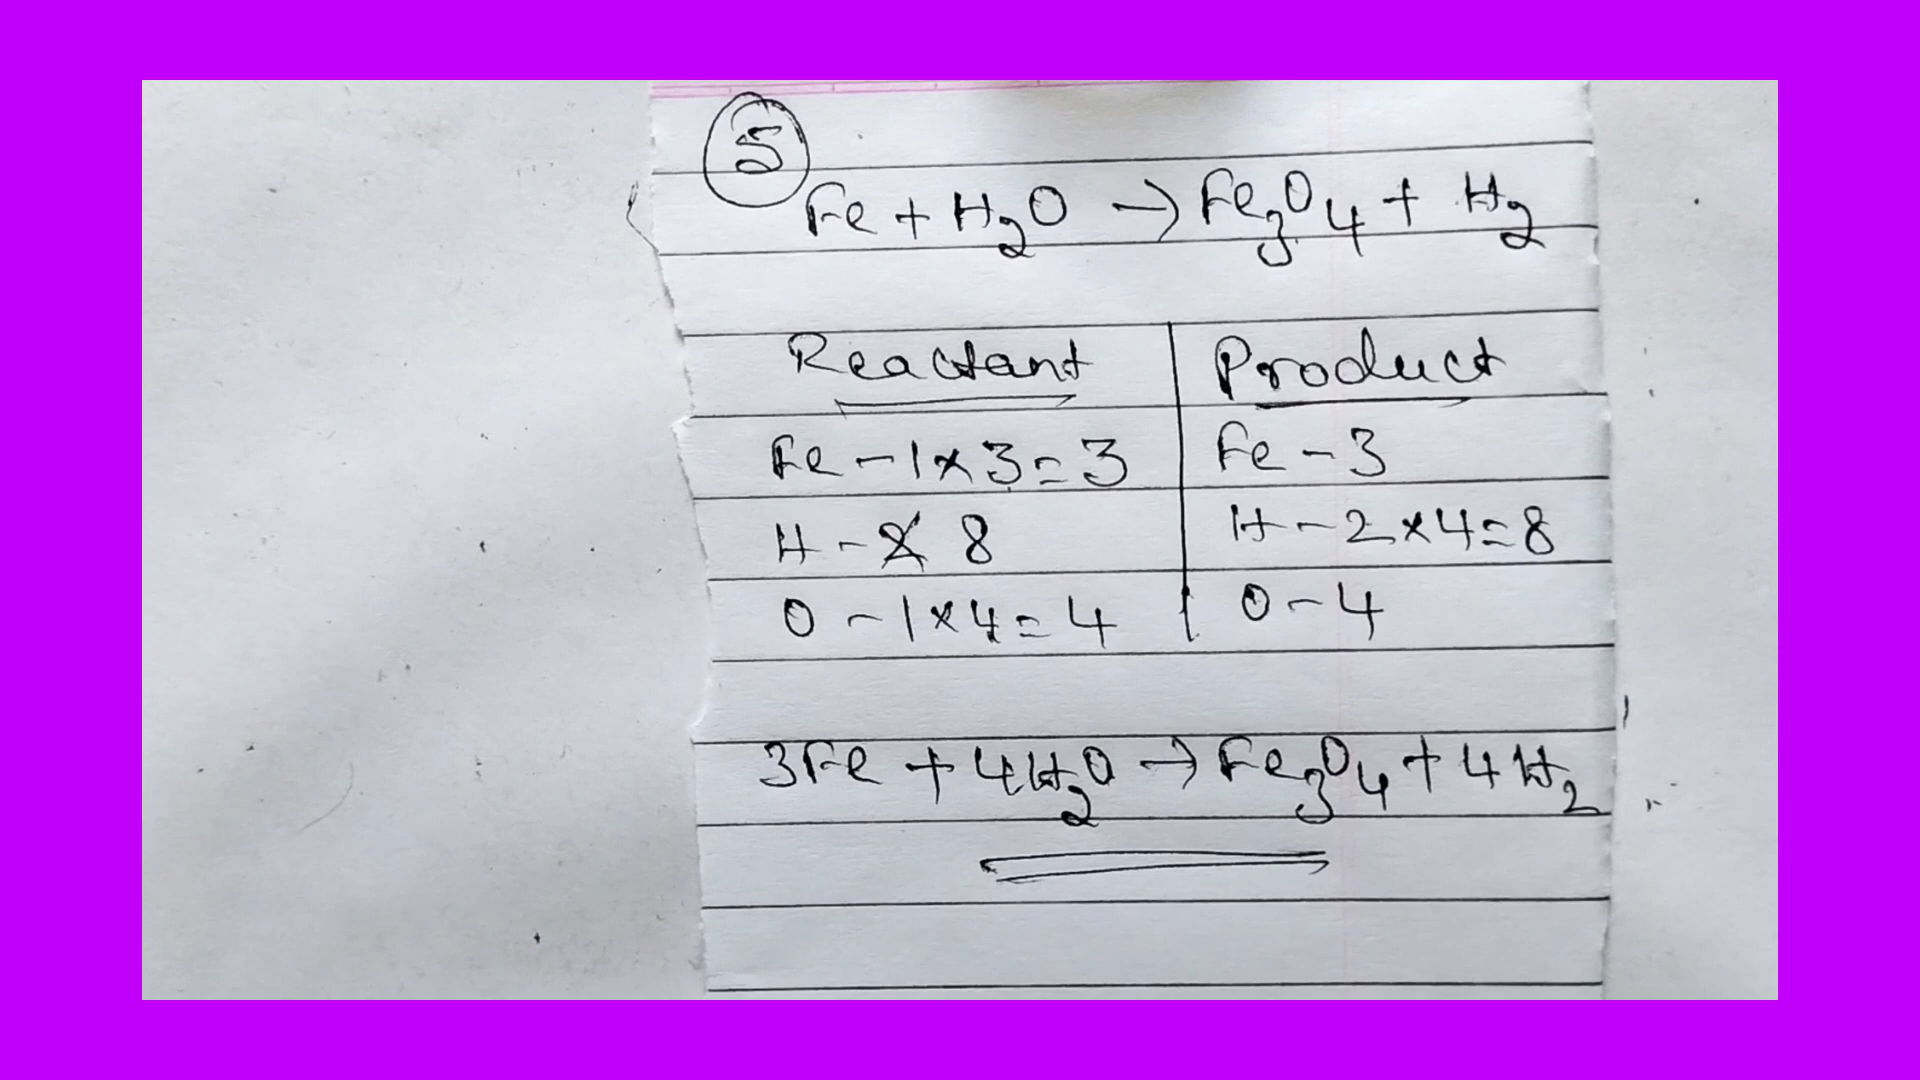 5
Fe + H₂O → Fe₃O₄ + H₂
Reactant Product
Fe - 1×3=3 Fe - 3
H - 2 8 H - 2×4=8
O - 1×4=4 O - 4
3Fe + 4H₂O → Fe₃O₄ + 4H₂